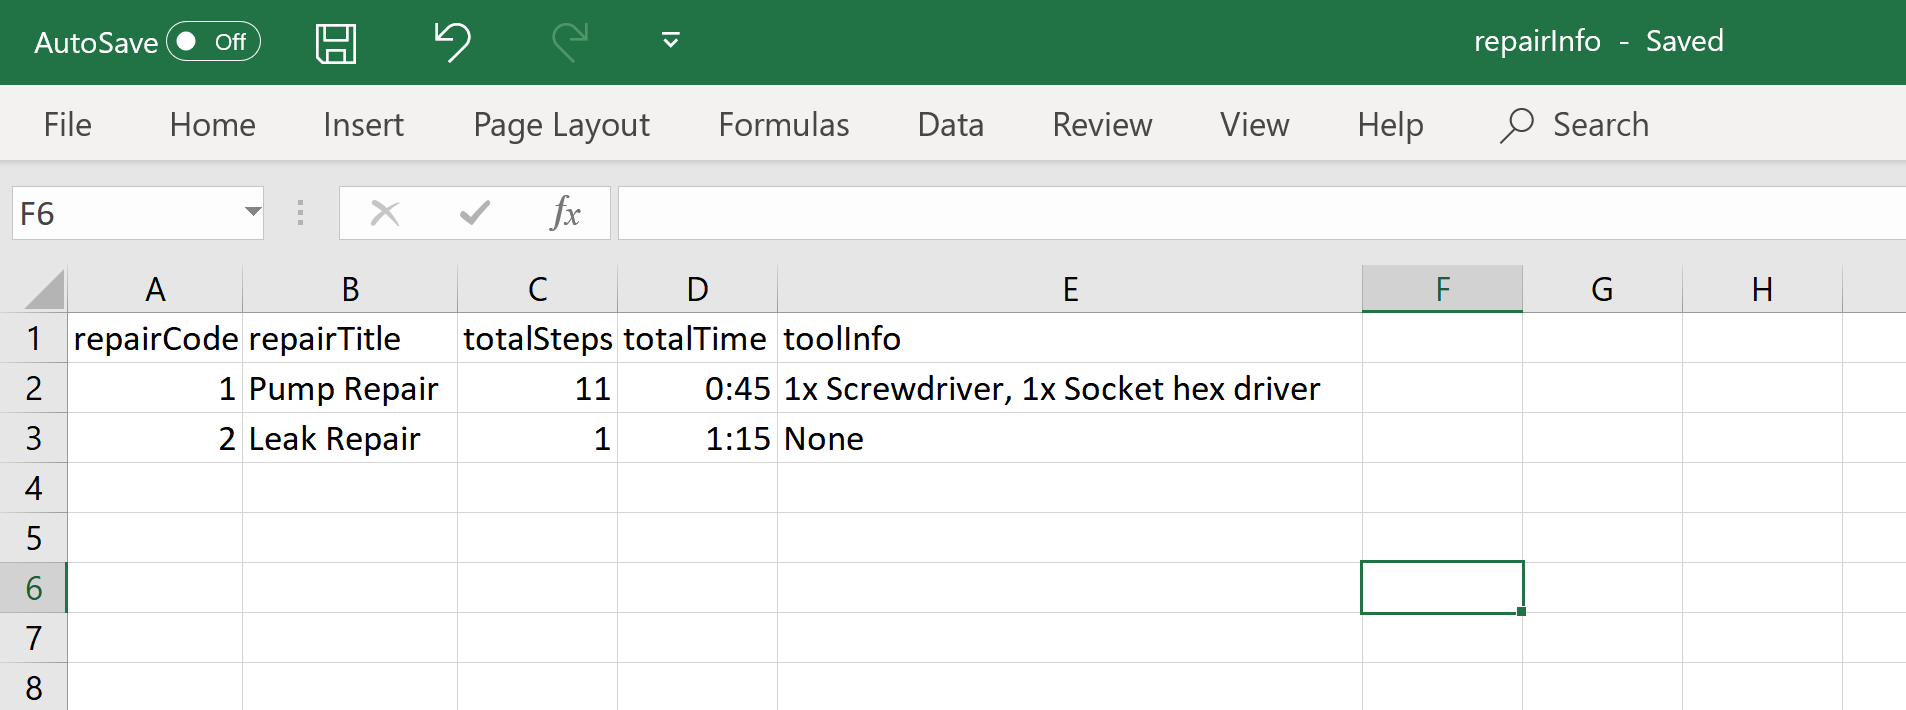 AutoSave Off repairInfo - Saved
File Home Insert Page Layout Formulas Data Review View Help Search
F6 fx
A B C D E F G H
1 repairCode repairTitle totalSteps totalTime toolInfo
2 1 Pump Repair 11 0:45 1x Screwdriver, 1x Socket hex driver
3 2 Leak Repair 1 1:15 None
4
5
6
7
8